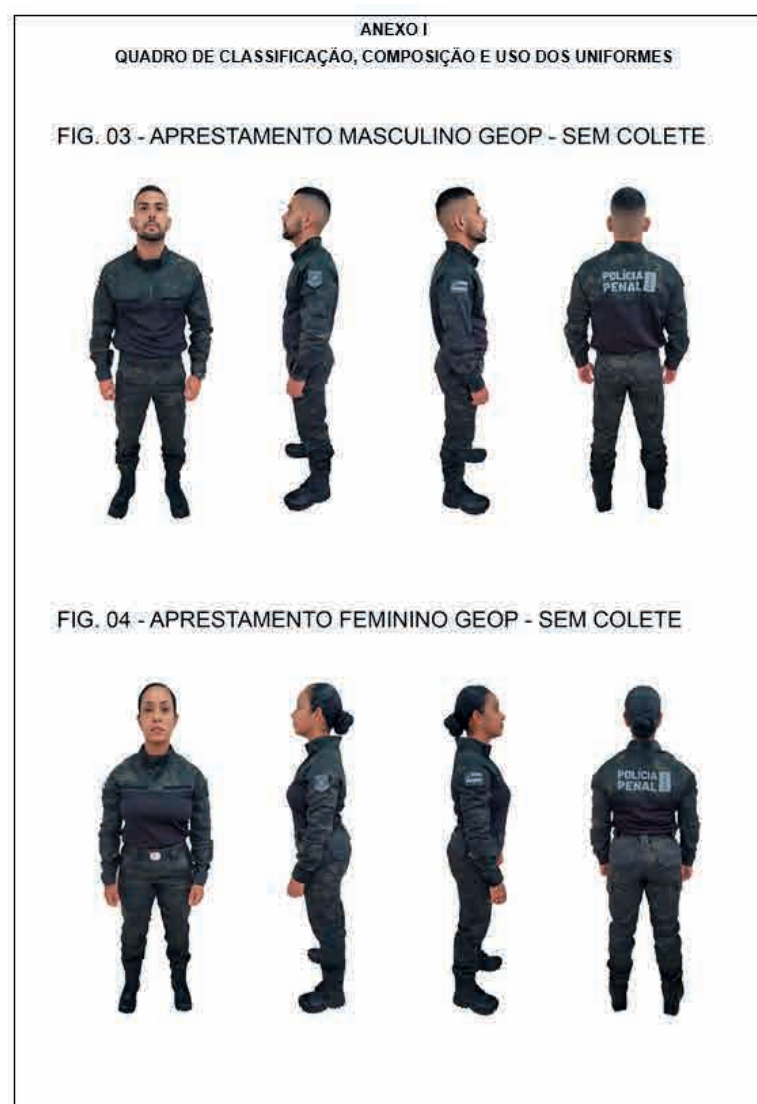 ANEXO I
QUADRO DE CLASSIFICAÇÃO, COMPOSIÇÃO E USO DOS UNIFORMES
FIG. 03 - APRESTAMENTO MASCULINO GEOP - SEM COLETE
POLÍCIA
PENAL
FIG. 04 - APRESTAMENTO FEMININO GEOP - SEM COLETE
POLÍCIA
PENAL